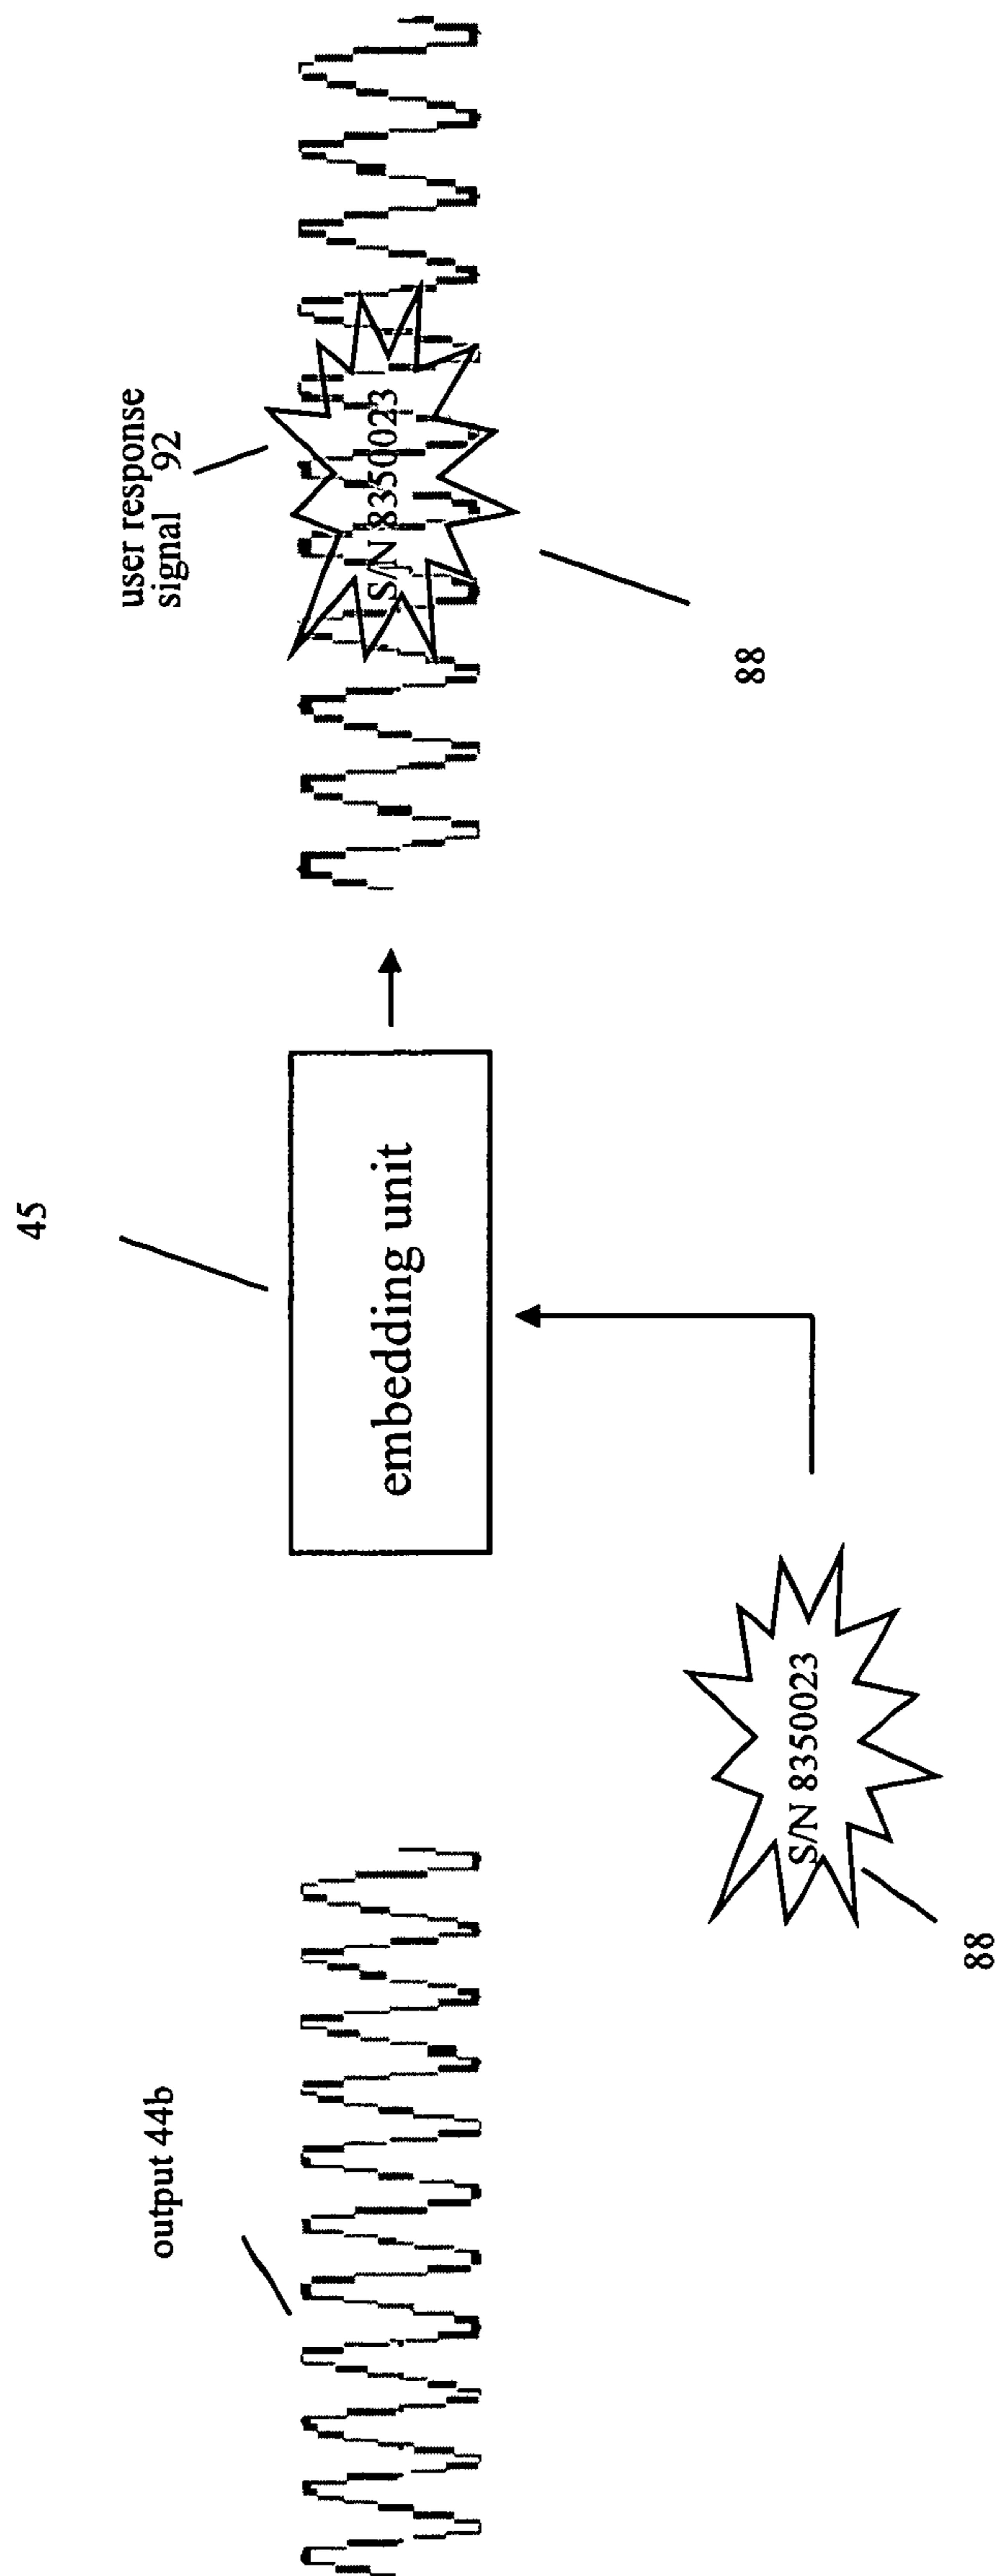 output 44b
45
user response
signal 92
embedding unit
S/N 8350023
S/N 8350023
88
88